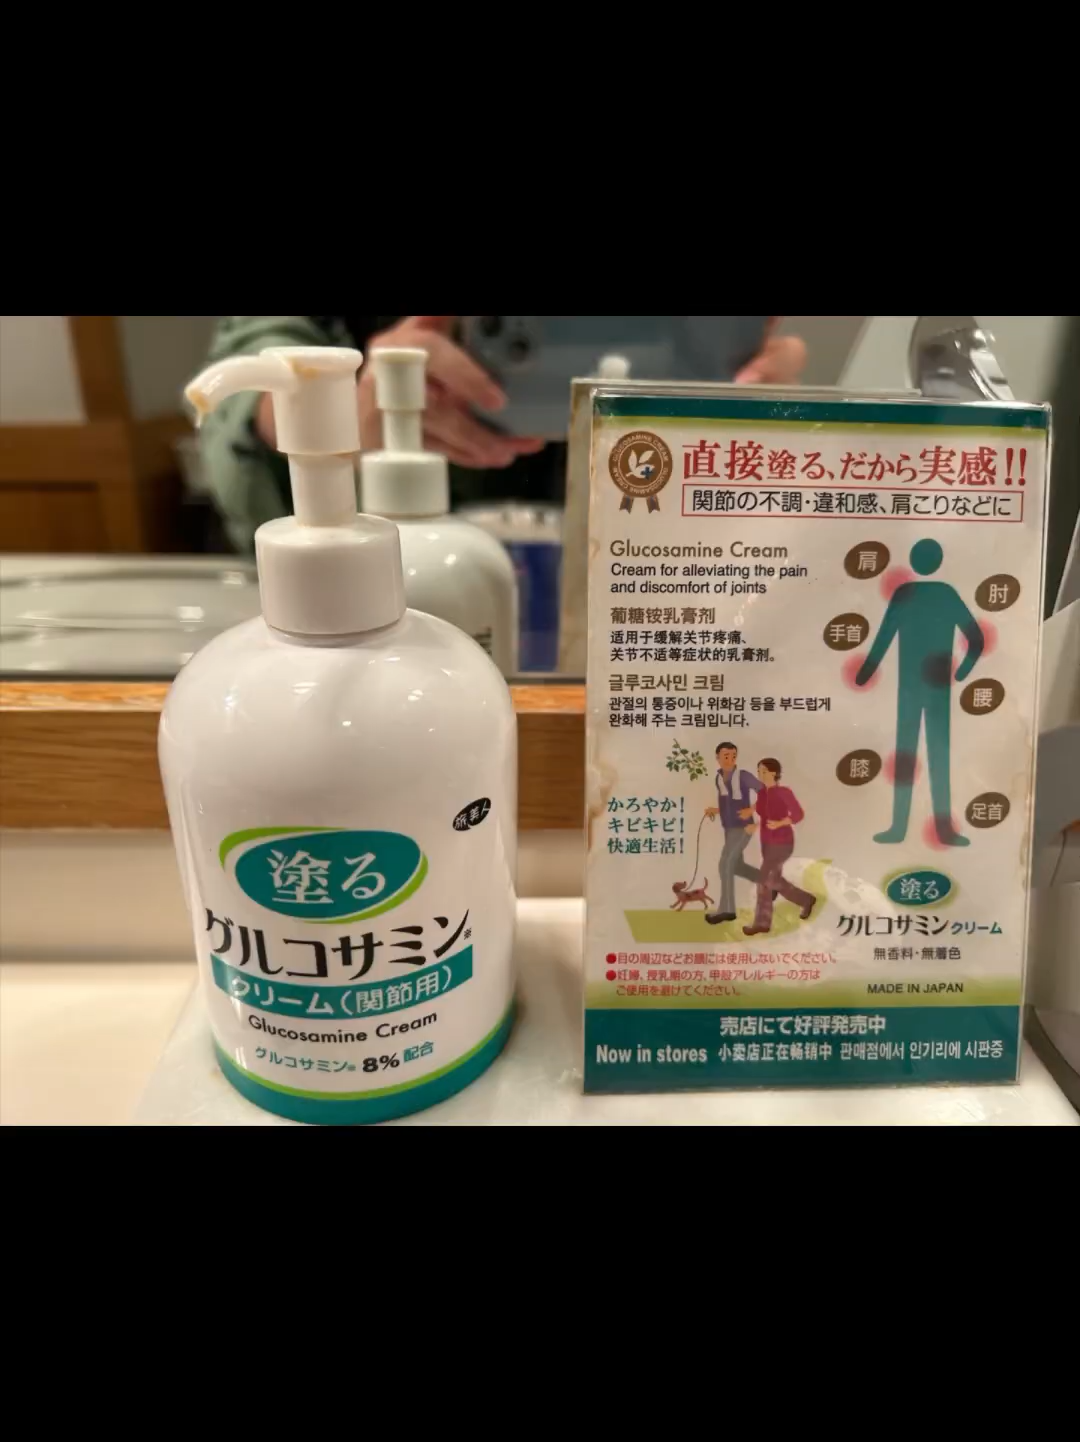 旅美人
塗る
グルコサミン※
クリーム(関節用)
Glucosamine Cream
グルコサミン※ 8%配合
GLUCOSAMINE CREAM
直接塗る、だから実感!!
関節の不調・違和感、肩こりなどに
Glucosamine Cream
Cream for alleviating the pain
and discomfort of joints
葡糖铵乳膏剂
适用于缓解关节疼痛、
关节不适等症状的乳膏剂。
글루코사민 크림
관절의 통증이나 위화감 등을 부드럽게
완화해 주는 크림입니다.
肩
肘
手首
腰
膝
足首
かろやか!
キビキビ!
快適生活!
塗る
グルコサミンクリーム
無香料・無着色
●目の周辺などお顔には使用しないでください。
●妊婦、授乳期の方、甲殻アレルギーの方は
ご使用を避けてください。
MADE IN JAPAN
売店にて好評発売中
Now in stores 小卖店正在畅销中 판매점에서 인기리에 시판중